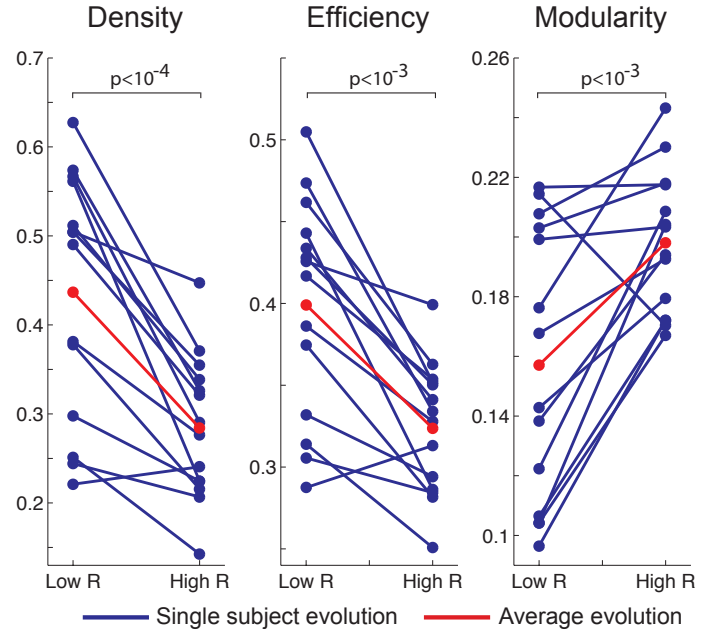 Density Efficiency Modularity
p<10-4
p<10-3
p<10-3
0.7
0.6
0.5
0.4
0.3
0.2
0.5
0.4
0.3
0.26
0.22
0.18
0.14
0.1
Low R High R Low R High R Low R High R
Single subject evolution Average evolution